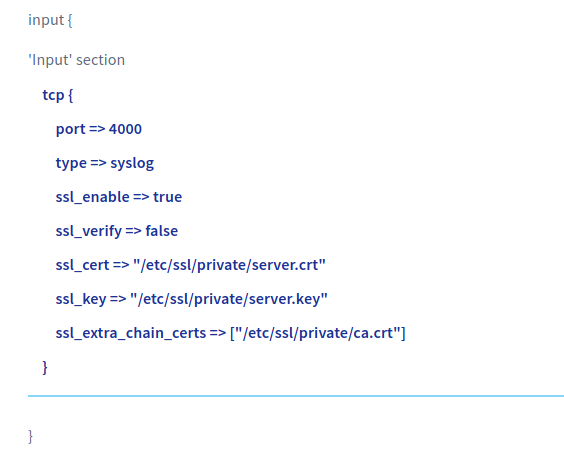 input {
'Input' section
tcp {
port => 4000
type => syslog
ssl_enable => true
ssl_verify => false
ssl_cert => "/etc/ssl/private/server.crt"
ssl_key => "/etc/ssl/private/server.key"
ssl_extra_chain_certs => ["/etc/ssl/private/ca.crt"]
}
}